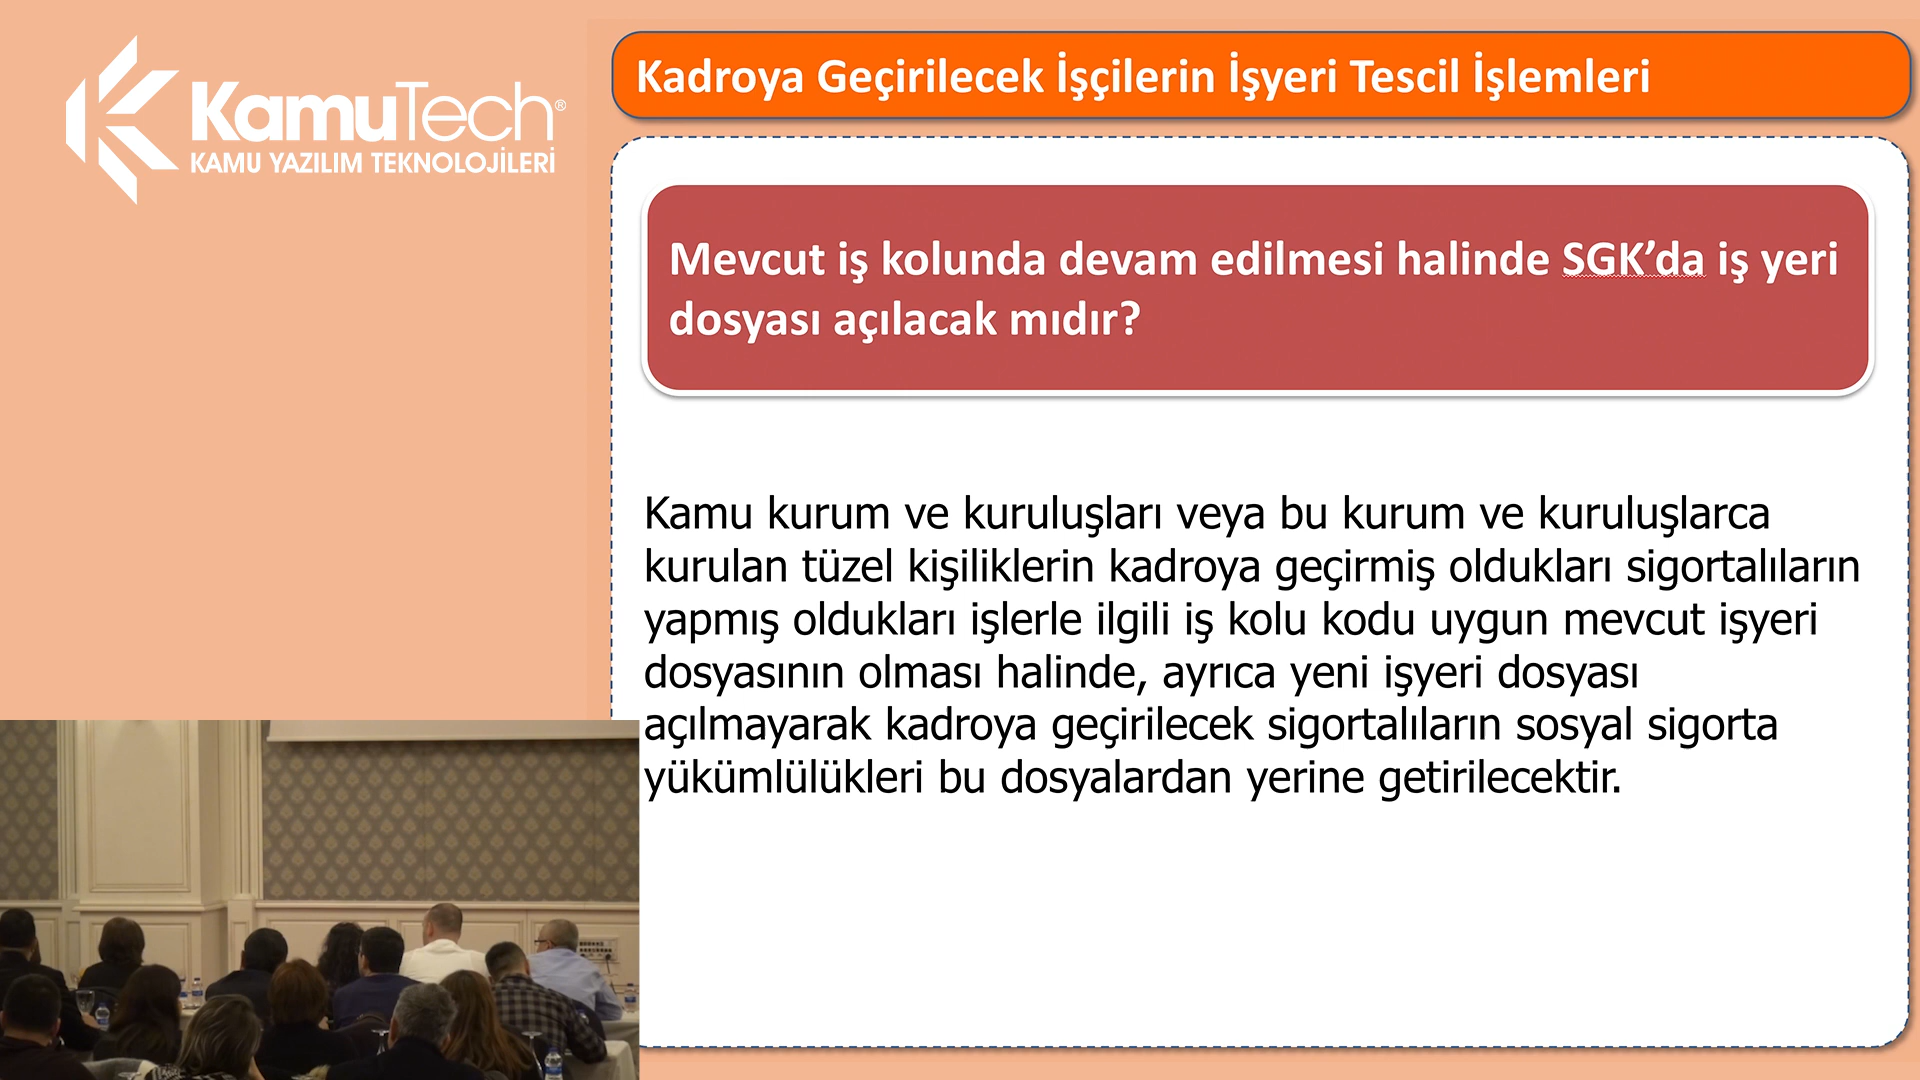 KamuTech®
KAMU YAZILIM TEKNOLOJİLERİ
Kadroya Geçirilecek İşçilerin İşyeri Tescil İşlemleri
Mevcut iş kolunda devam edilmesi halinde SGK’da iş yeri
dosyası açılacak mıdır?
Kamu kurum ve kuruluşları veya bu kurum ve kuruluşlarca
kurulan tüzel kişiliklerin kadroya geçirmiş oldukları sigortalıların
yapmış oldukları işlerle ilgili iş kolu kodu uygun mevcut işyeri
dosyasının olması halinde, ayrıca yeni işyeri dosyası
açılmayarak kadroya geçirilecek sigortalıların sosyal sigorta
yükümlülükleri bu dosyalardan yerine getirilecektir.